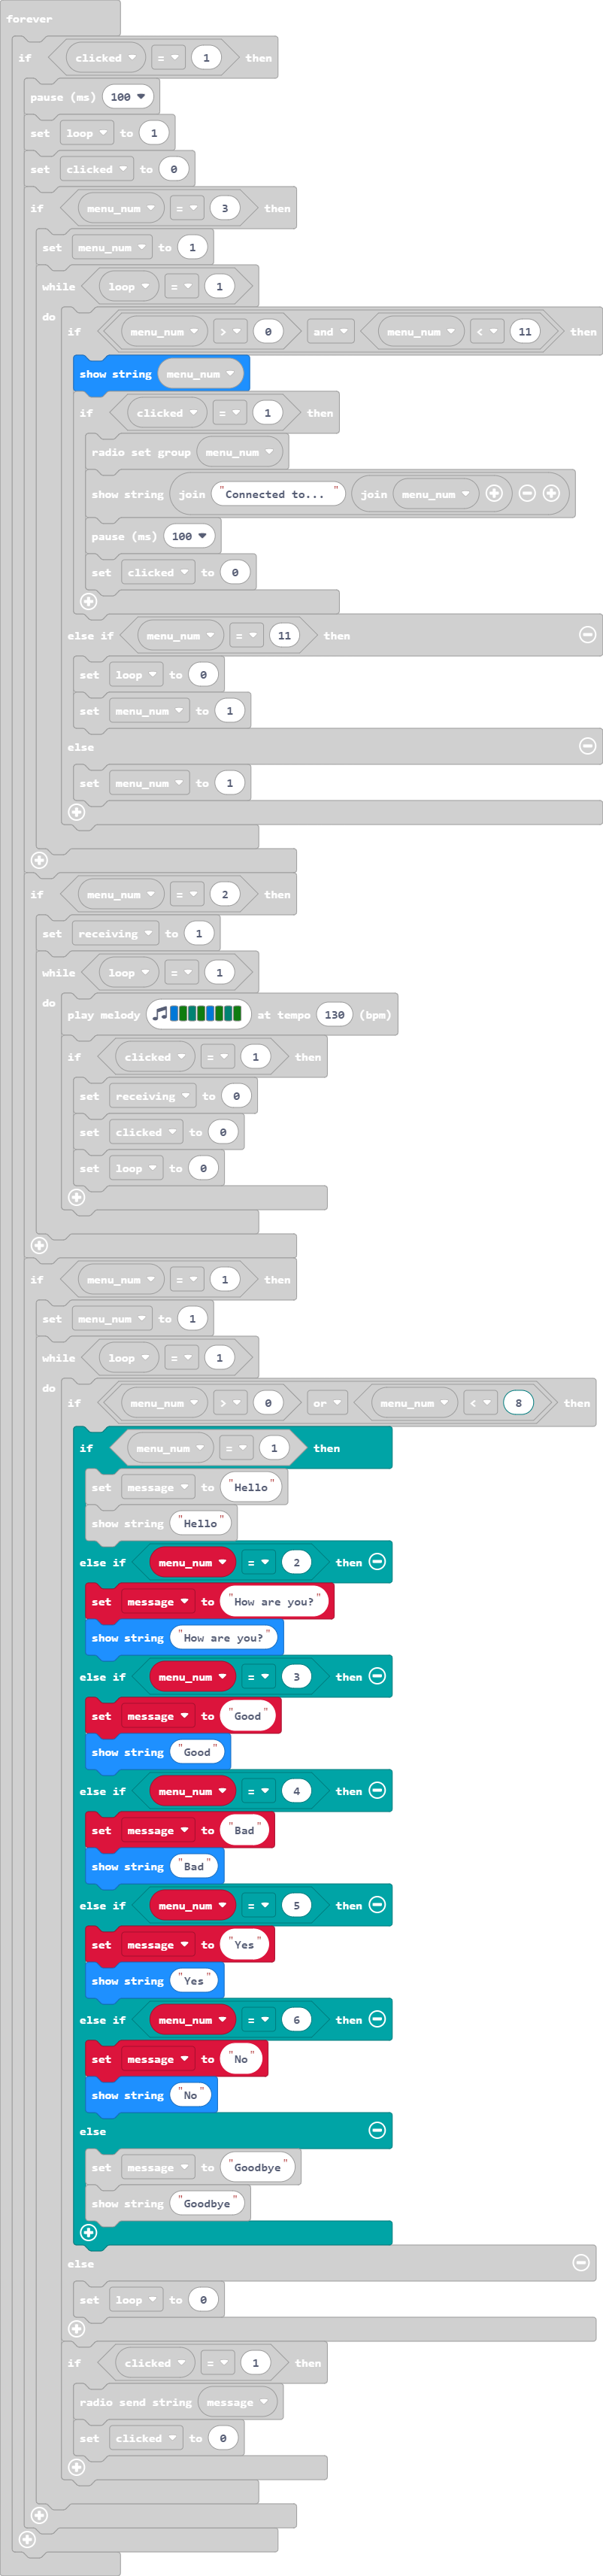 forever
if clicked = 1 then
pause (ms) 100
set loop to 1
set clicked to 0
if menu_num = 3 then
set menu_num to 1
while loop = 1
do
if menu_num > 0 and menu_num < 11 then
show string menu_num
if clicked = 1 then
radio set group menu_num
show string join "Connected to... " join menu_num
pause (ms) 100
set clicked to 0
else if menu_num = 11 then
set loop to 0
set menu_num to 1
else
set menu_num to 1
if menu_num = 2 then
set receiving to 1
while loop = 1
do
play melody at tempo 130 (bpm)
if clicked = 1 then
set receiving to 0
set clicked to 0
set loop to 0
if menu_num = 1 then
set menu_num to 1
while loop = 1
do
if menu_num > 0 or menu_num < 8 then
if menu_num = 1 then
set message to "Hello"
show string "Hello"
else if menu_num = 2 then
set message to "How are you?"
show string "How are you?"
else if menu_num = 3 then
set message to "Good"
show string "Good"
else if menu_num = 4 then
set message to "Bad"
show string "Bad"
else if menu_num = 5 then
set message to "Yes"
show string "Yes"
else if menu_num = 6 then
set message to "No"
show string "No"
else
set message to "Goodbye"
show string "Goodbye"
else
set loop to 0
if clicked = 1 then
radio send string message
set clicked to 0